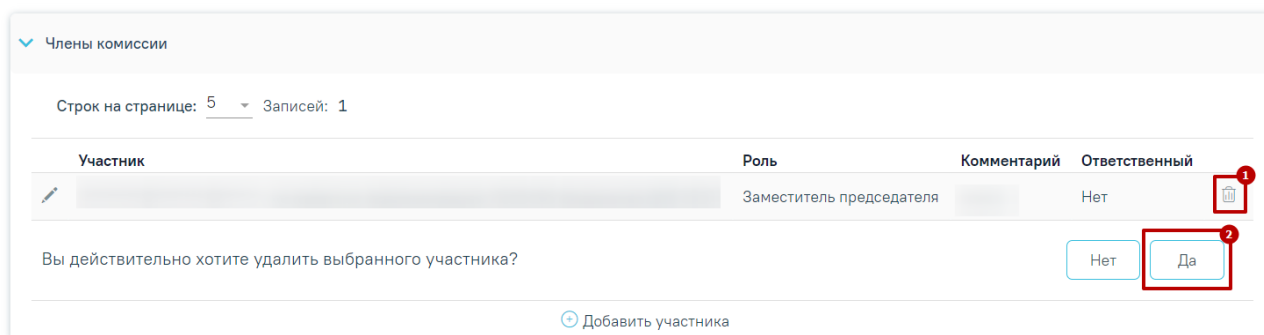 Члены комиссии
Строк на странице: 5 Записей: 1
Участник Роль Комментарий Ответственный
1
Заместитель председателя Нет
2
Вы действительно хотите удалить выбранного участника? Нет Да
Добавить участника